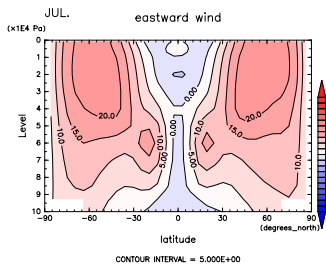 JUL.
eastward wind
(×1E4 Pa)
0
1
2
3
4
5
6
7
8
9
10
Level
0.00
20.0
20.0
15.0
15.0
10.0
10.0
10.0
10.0
0.00
5.00
5.00
−90 −60 −30 0 30 60 90
(degrees_north)
latitude
CONTOUR INTERVAL = 5.000E+00